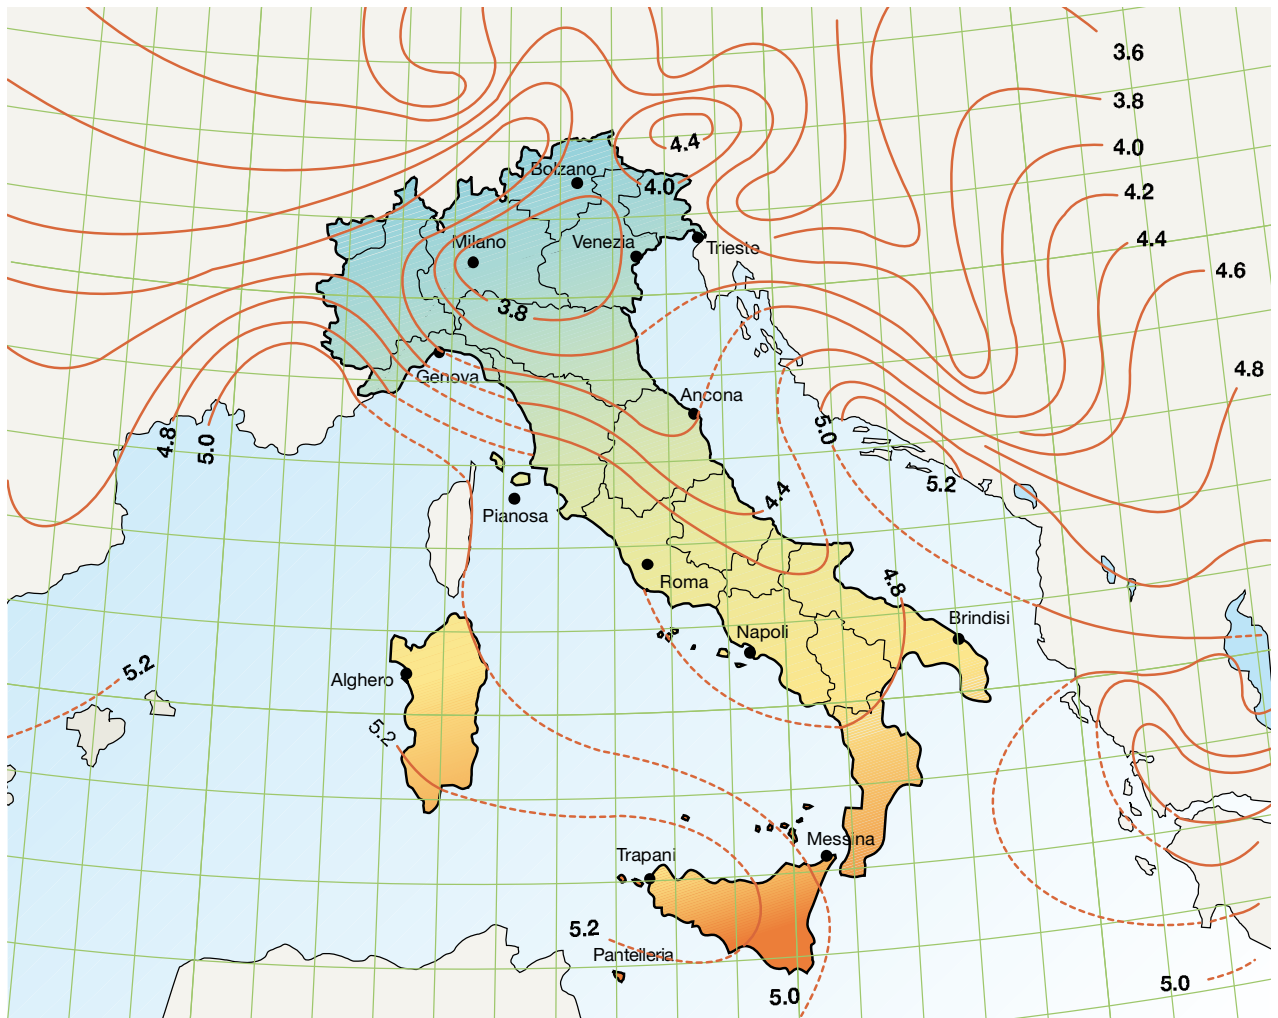 3.6
3.8
4.4
4.0
Bolzano
4.0
4.2
Milano
Venezia
Trieste
4.4
4.6
3.8
Genova
4.8
Ancona
4.8
5.0
5.0
4.4
5.2
Pianosa
Roma
4.8
Brindisi
Napoli
5.2
Alghero
5.2
Messina
Trapani
5.2
Pantelleria
5.0
5.0